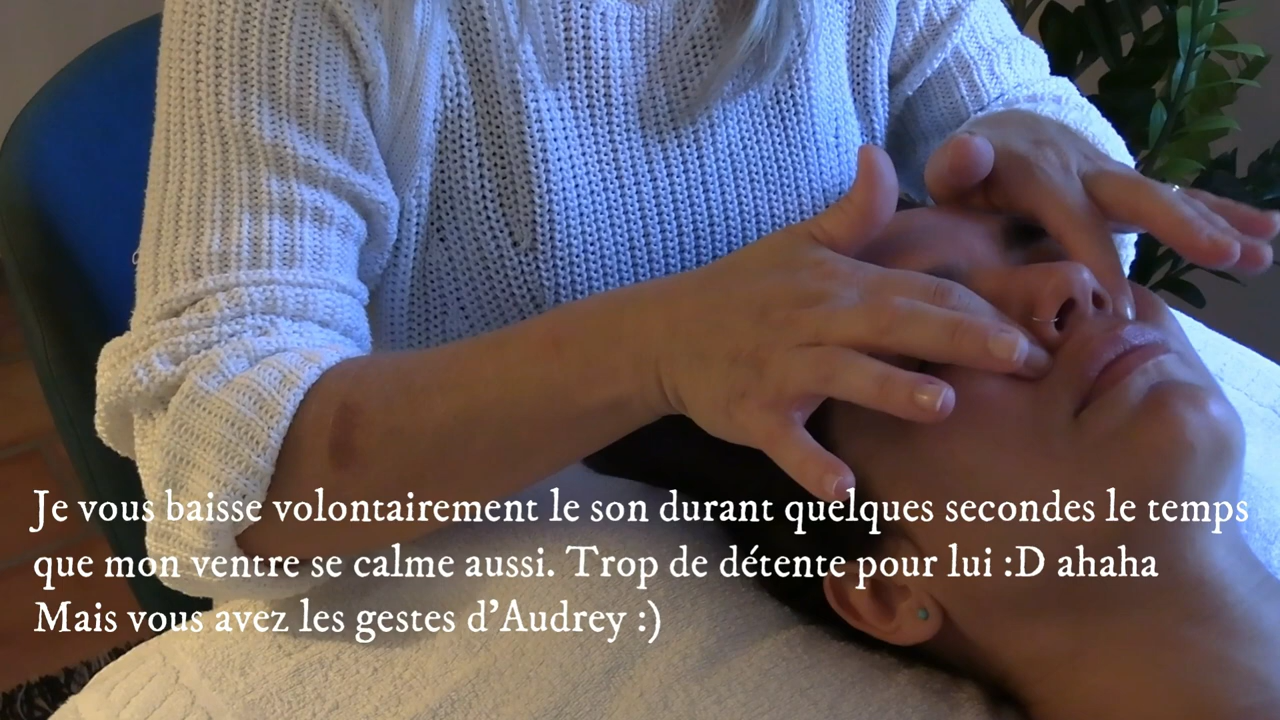 Je vous baisse volontairement le son durant quelques secondes le temps
que mon ventre se calme aussi. Trop de détente pour lui :D ahaha
Mais vous avez les gestes d’Audrey :)